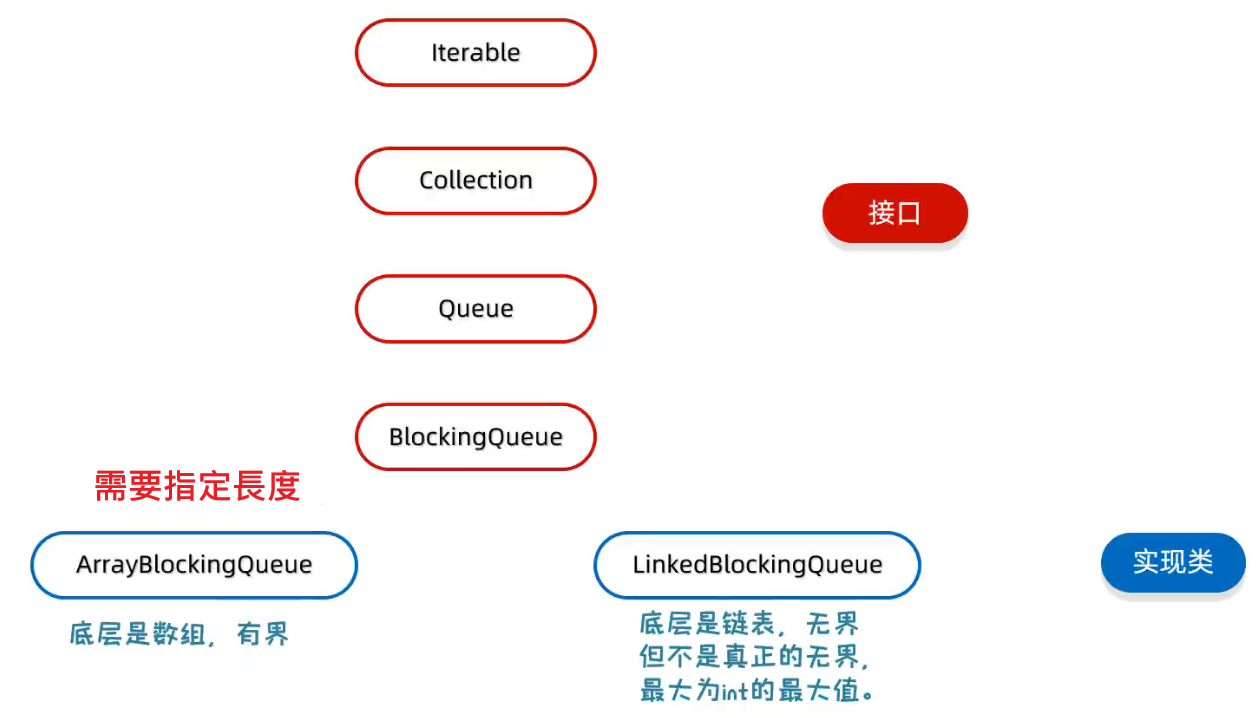 Iterable
Collection
接口
Queue
BlockingQueue
需要指定長度
ArrayBlockingQueue
LinkedBlockingQueue
实现类
底层是数组，有界
底层是链表，无界
但不是真正的无界，
最大为int的最大值。